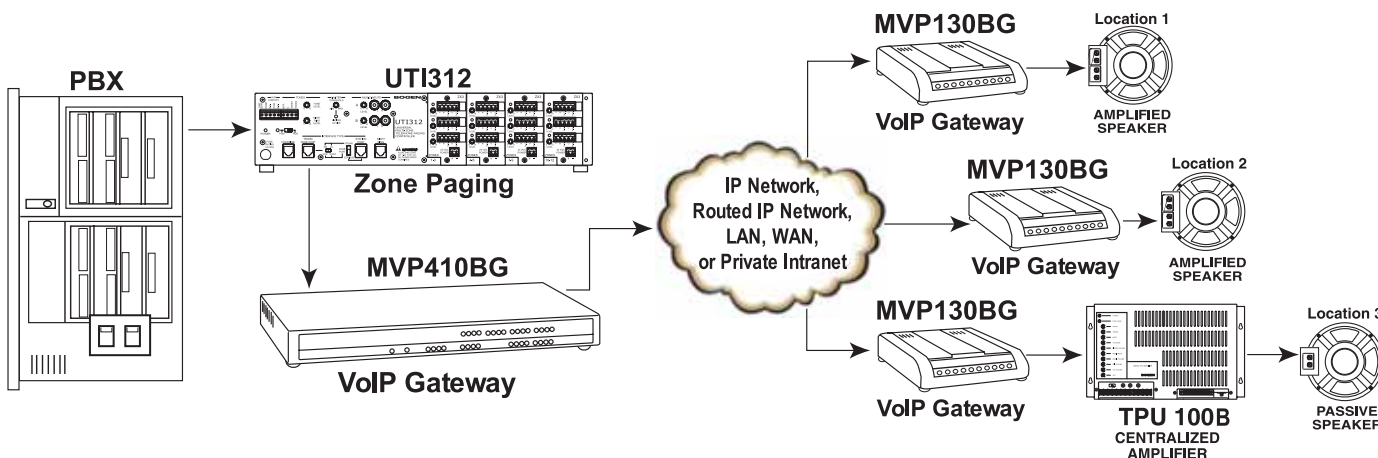 PBX
UTI312
BOGEN
UTI312
Zone Paging
MVP410BG
VoIP Gateway
IP Network,
Routed IP Network,
LAN, WAN,
or Private Intranet
MVP130BG
VoIP Gateway
Location 1
AMPLIFIED
SPEAKER
MVP130BG
VoIP Gateway
Location 2
AMPLIFIED
SPEAKER
MVP130BG
VoIP Gateway
TPU 100B
CENTRALIZED
AMPLIFIER
Location 3
PASSIVE
SPEAKER